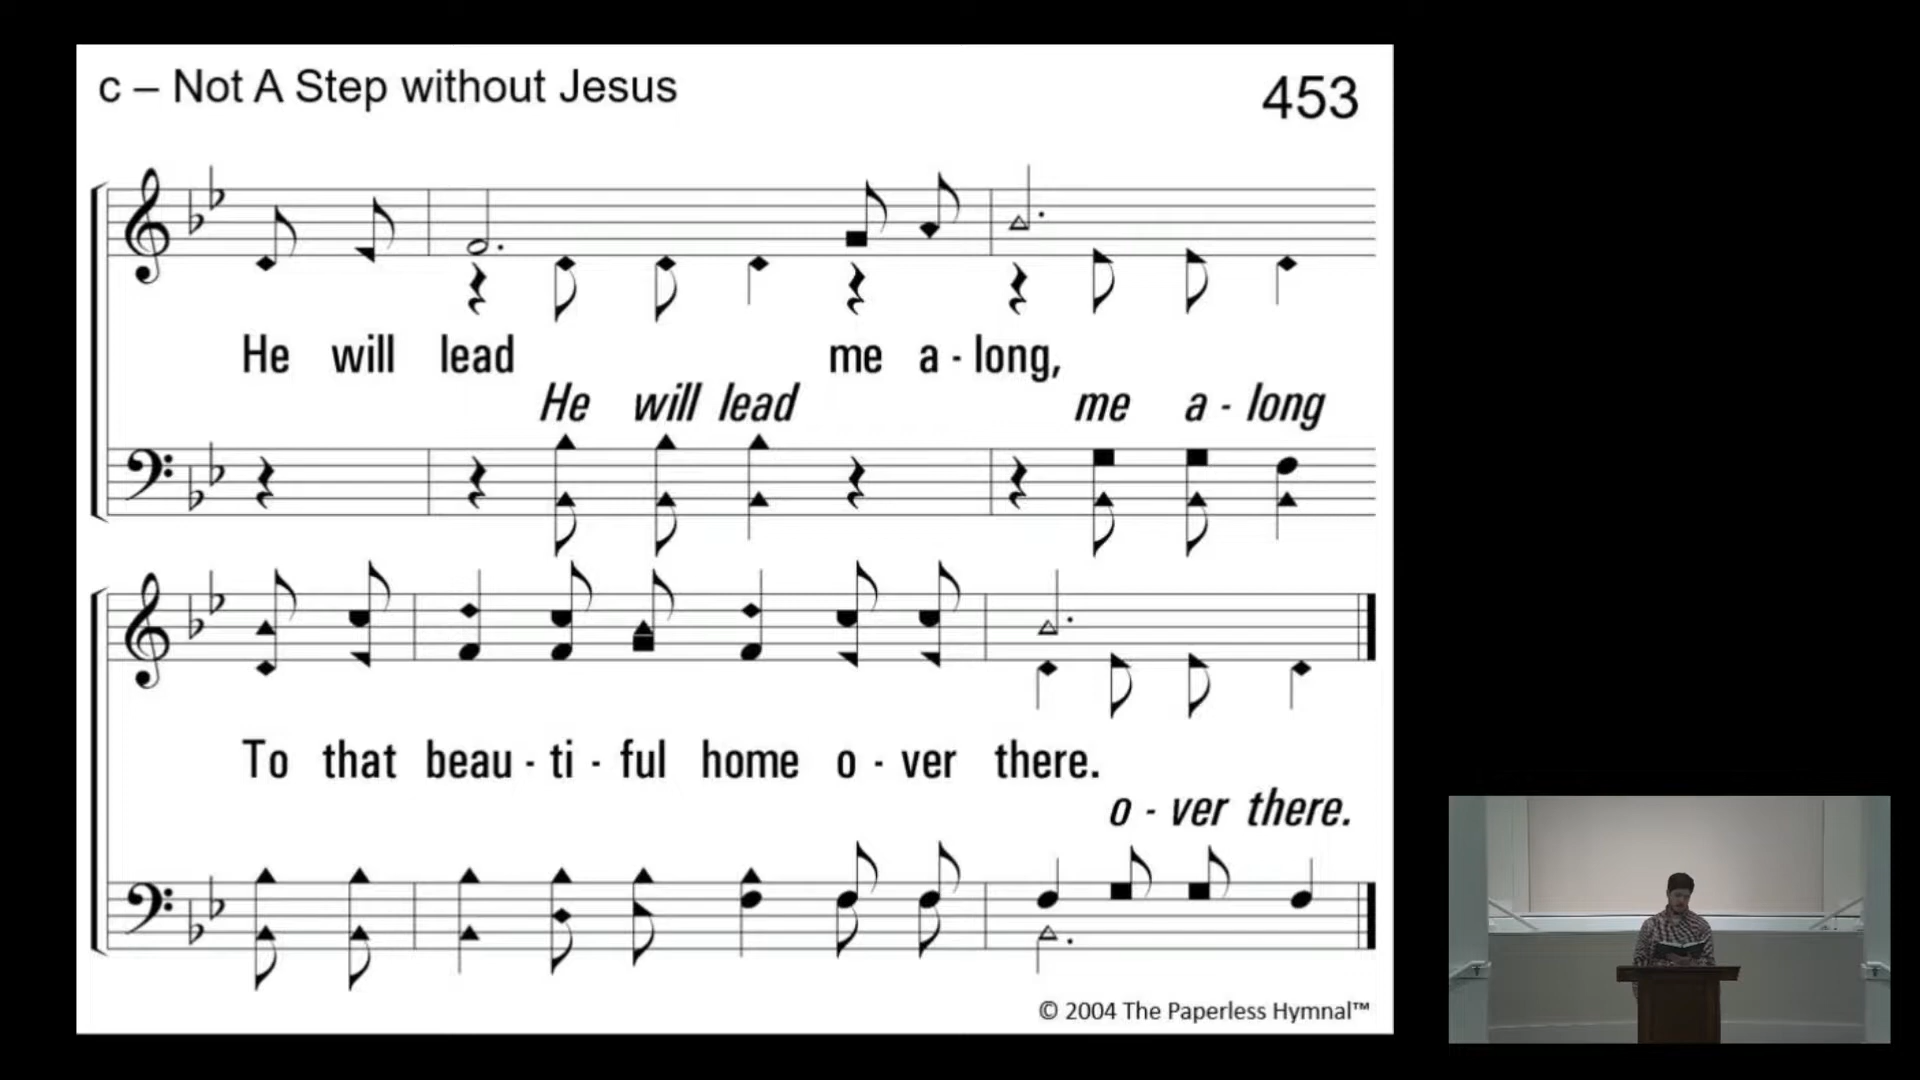 c – Not A Step without Jesus
453
He will lead me a - long,
He will lead me a - long
To that beau - ti - ful home o - ver there.
o - ver there.
© 2004 The Paperless Hymnal™